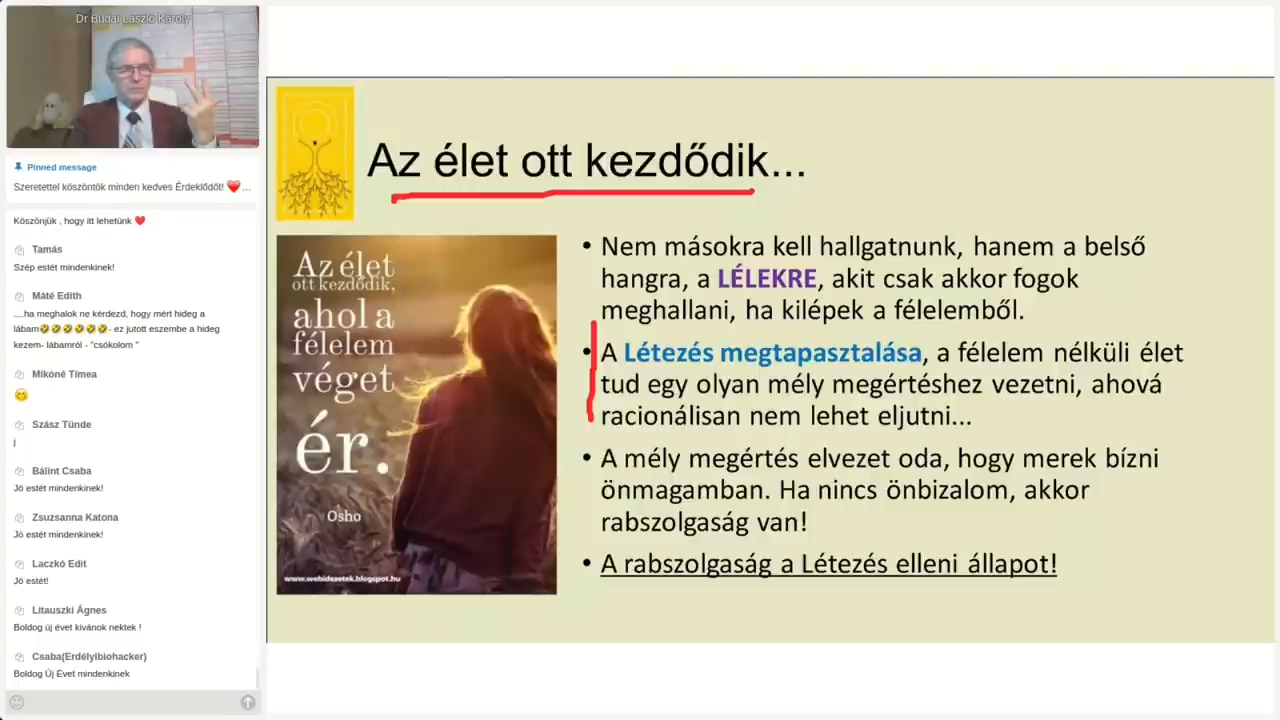 Dr Budai László Károly
Pinned message
Szeretettel köszöntök minden kedves Érdeklődőt! ❤️ ...
Köszönjük , hogy itt lehetünk ❤️
Tamás
Szép estét mindenkinek!
Máté Edith
....ha meghalok ne kérdezd, hogy mért hideg a
lábam🤣🤣🤣🤣🤣🤣- ez jutott eszembe a hideg
kezem- lábamról - "csókolom "
Mikóné Tímea
😋
Szász Tünde
j
Bálint Csaba
Jó estét mindenkinek!
Zsuzsanna Katona
Jó estét mindenkinek!
Laczkó Edit
Jó estét!
Litauszki Ágnes
Boldog új évet kivánok nektek !
Csaba(Erdélyibiohacker)
Boldog Új Évet mindenkinek
Az élet ott kezdődik...
Az élet
ott kezdődik,
ahol a
félelem
véget
ér.
Osho
www.webidezetek.blogspot.hu
• Nem másokra kell hallgatnunk, hanem a belső
hangra, a LÉLEKRE, akit csak akkor fogok
meghallani, ha kilépek a félelemből.
• A Létezés megtapasztalása, a félelem nélküli élet
tud egy olyan mély megértéshez vezetni, ahová
racionálisan nem lehet eljutni...
• A mély megértés elvezet oda, hogy merek bízni
önmagamban. Ha nincs önbizalom, akkor
rabszolgaság van!
• A rabszolgaság a Létezés elleni állapot!